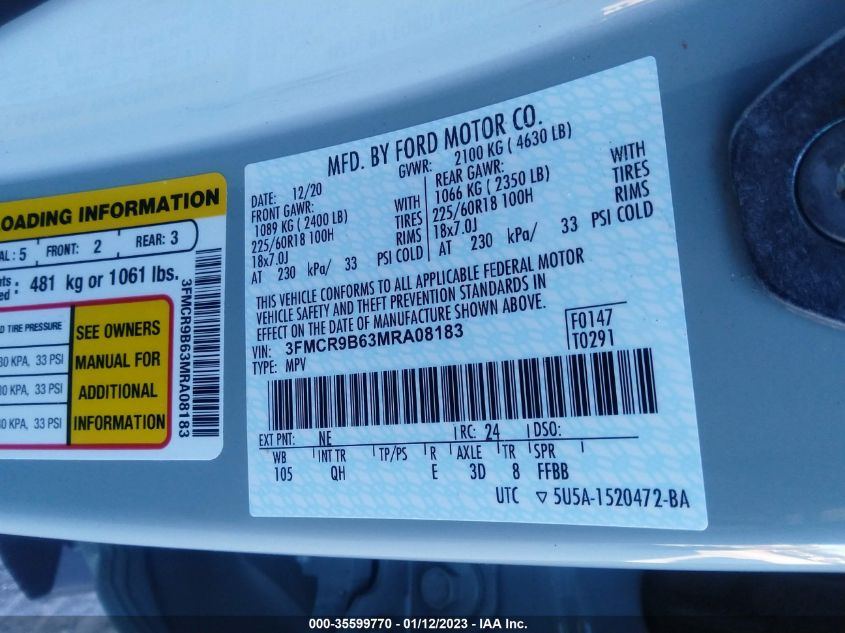 LOADING INFORMATION
AL: 5 FRONT: 2 REAR: 3
481 kg or 1061 lbs.
TIRE PRESSURE
SEE OWNERS
MANUAL FOR
ADDITIONAL
INFORMATION
KPA, 33 PSI
KPA, 33 PSI
KPA, 33 PSI
3FMCR9B63MRA08183
MFD. BY FORD MOTOR CO.
DATE: 12/20 GVWR: 2100 KG ( 4630 LB)
FRONT GAWR: REAR GAWR:
1089 KG ( 2400 LB) WITH 1066 KG ( 2350 LB) WITH
225/60R18 100H TIRES 225/60R18 100H TIRES
18x7.0J RIMS 18x7.0J RIMS
AT 230 kPa/ 33 PSI COLD AT 230 kPa/ 33 PSI COLD
THIS VEHICLE CONFORMS TO ALL APPLICABLE FEDERAL MOTOR
VEHICLE SAFETY AND THEFT PREVENTION STANDARDS IN
EFFECT ON THE DATE OF MANUFACTURE SHOWN ABOVE.
VIN: 3FMCR9B63MRA08183 F0147
TYPE: MPV T0291
EXT PNT: NE RC: 24 DSO:
WB INT TR TP/PS R AXLE TR SPR
105 QH E 3D 8 FFBB
UTC ▽ 5U5A-1520472-BA
000-35599770 - 01/12/2023 - IAA Inc.